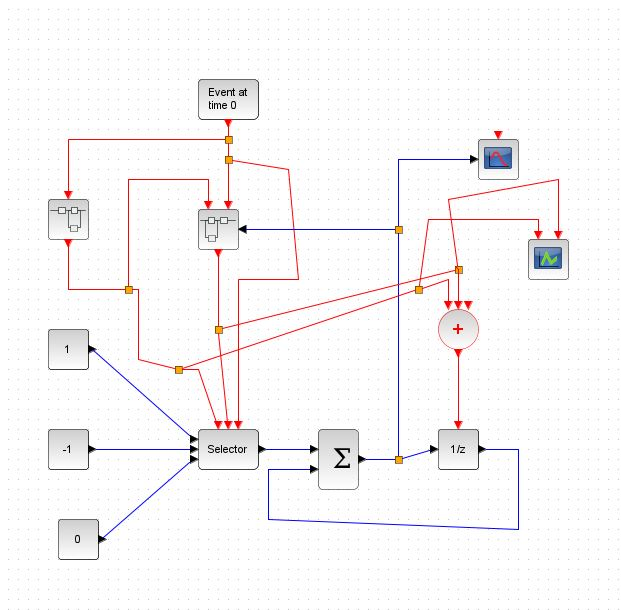 Event at
time 0
+
1
-1
Selector
Σ
1/z
0